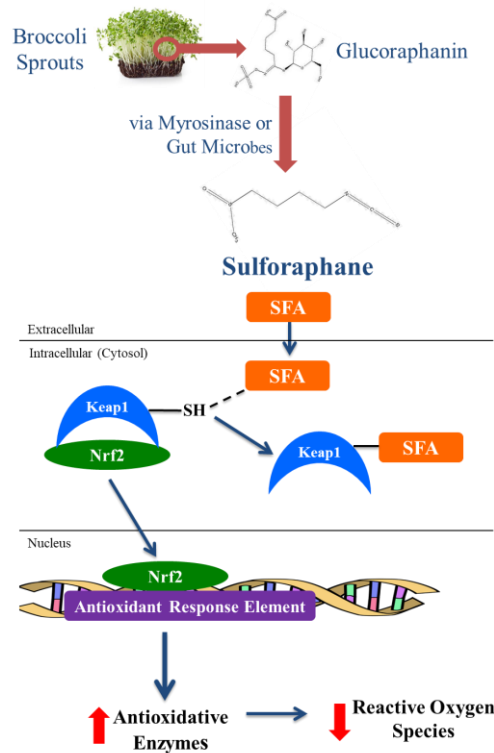 Broccoli
Sprouts
Glucoraphanin
via Myrosinase or
Gut Microbes
Sulforaphane
SFA
Extracellular
Intracellular (Cytosol)
SFA
Keap1
SH
Nrf2
Keap1
SFA
Nucleus
Nrf2
Antioxidant Response Element
Antioxidative
Enzymes
Reactive Oxygen
Species